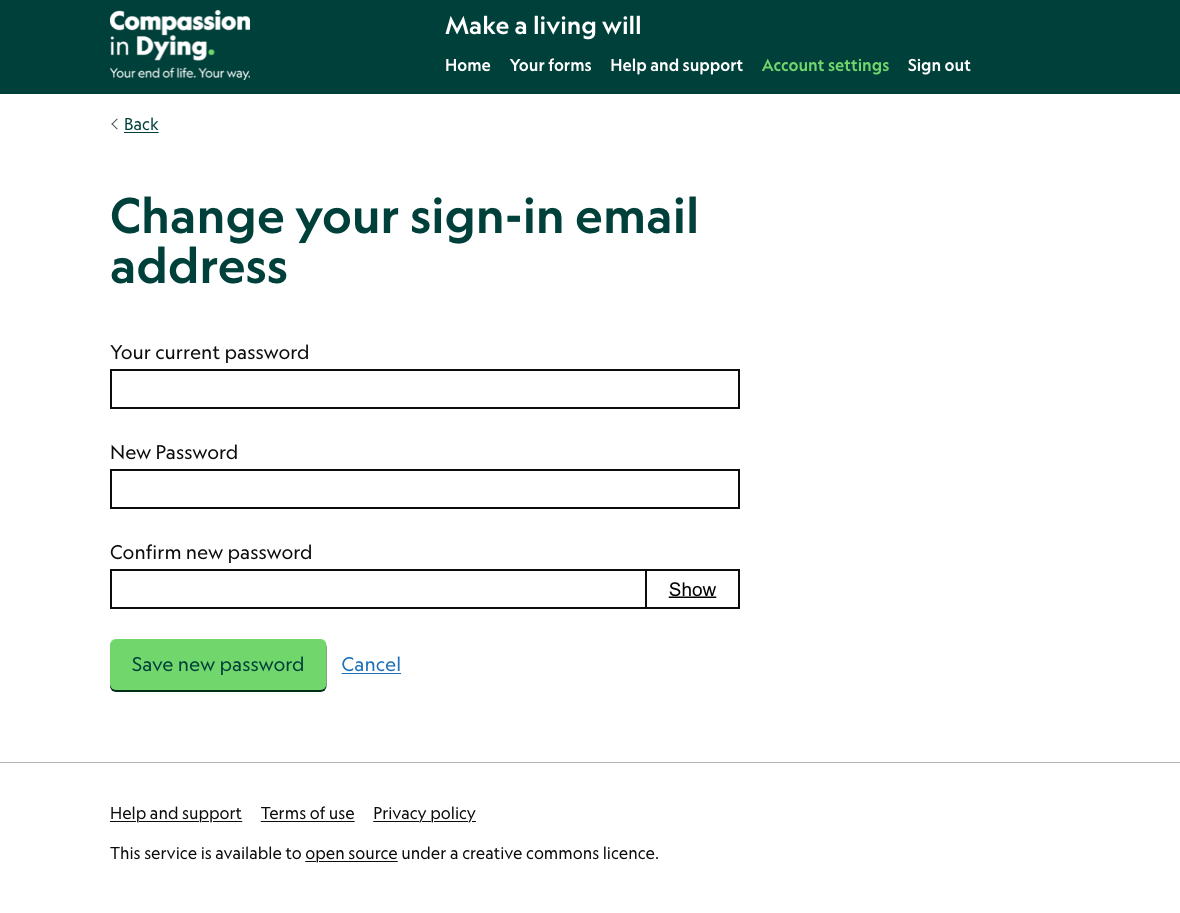 Compassion
in Dying.
Your end of life. Your way.
Make a living will
Home Your forms Help and support Account settings Sign out
< Back
Change your sign-in email
address
Your current password
New Password
Confirm new password
Show
Save new password Cancel
Help and support Terms of use Privacy policy
This service is available to open source under a creative commons licence.